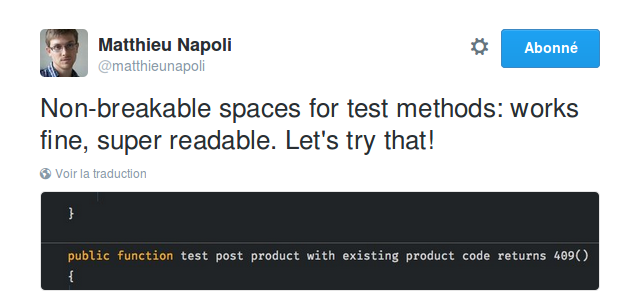 Matthieu Napoli
@matthieunapoli
Abonné
Non-breakable spaces for test methods: works
fine, super readable. Let's try that!
Voir la traduction
}
public function test post product with existing product code returns 409()
{